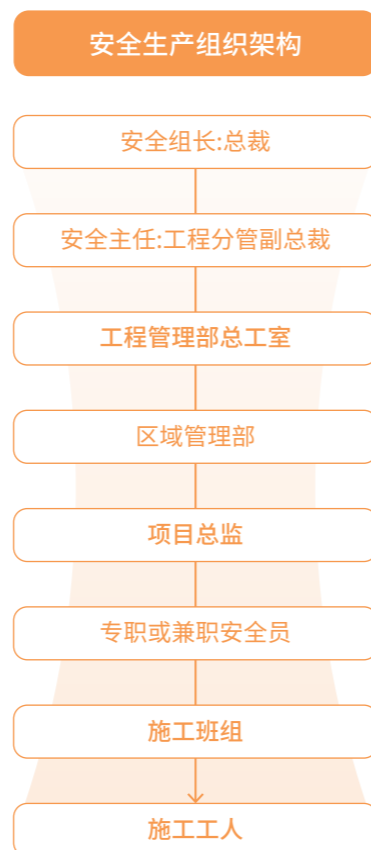 安全生产组织架构
安全组长:总裁
安全主任:工程分管副总裁
工程管理部总工室
区域管理部
项目总监
专职或兼职安全员
施工班组
施工工人